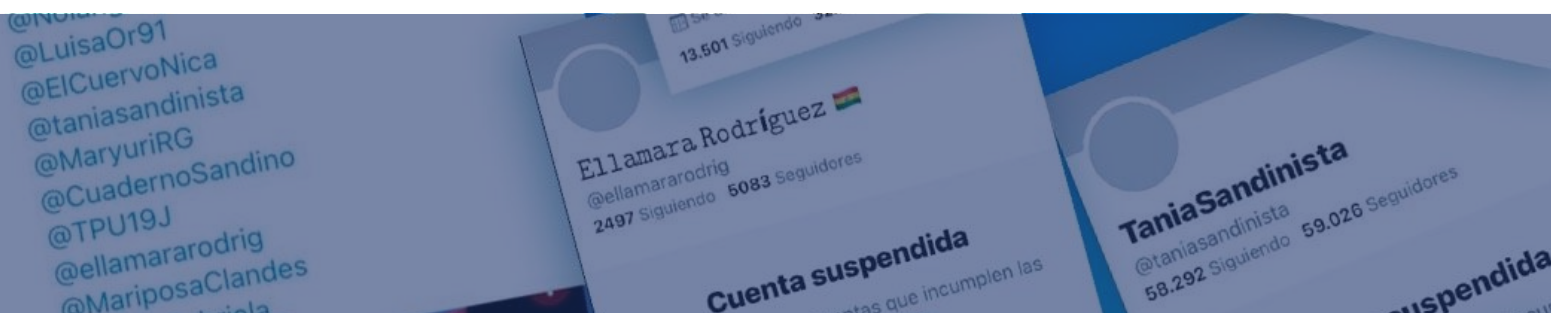 @LuisaOr91
@ElCuervoNica
@taniasandinista
@MaryuriRG
@CuadernoSandino
@TPU19J
@ellamararodrig
@MariposaClandes
13.501 Siguiendo
Ellamara Rodríguez 🇧🇴
@ellamararodrig
2497 Siguiendo 5083 Seguidores
Cuenta suspendida
que incumplen las
TaniaSandinista
@taniasandinista
58.292 Siguiendo 59.026 Seguidores
suspendida